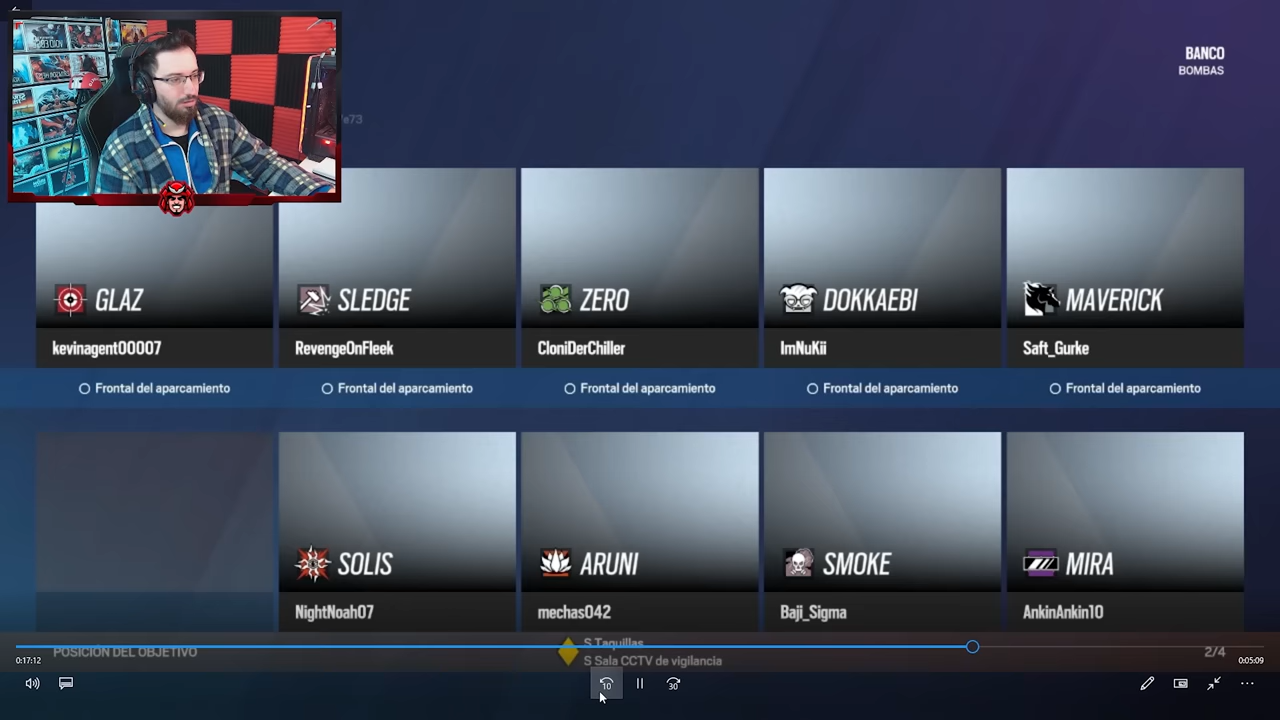 BANCO
BOMBAS
GLAZ
SLEDGE
ZERO
DOKKAEBI
MAVERICK
kevinagent00007
RevengeOnFleek
CloniDerChiller
ImNuKii
Saft_Gurke
Frontal del aparcamiento
Frontal del aparcamiento
Frontal del aparcamiento
Frontal del aparcamiento
Frontal del aparcamiento
SOLIS
ARUNI
SMOKE
MIRA
NightNoah07
mechas042
Baji_Sigma
AnkinAnkin10
S Taquillas
POSICIÓN DEL OBJETIVO
S Sala CCTV de vigilancia
2/4
0:17:12
0:05:09
10
30